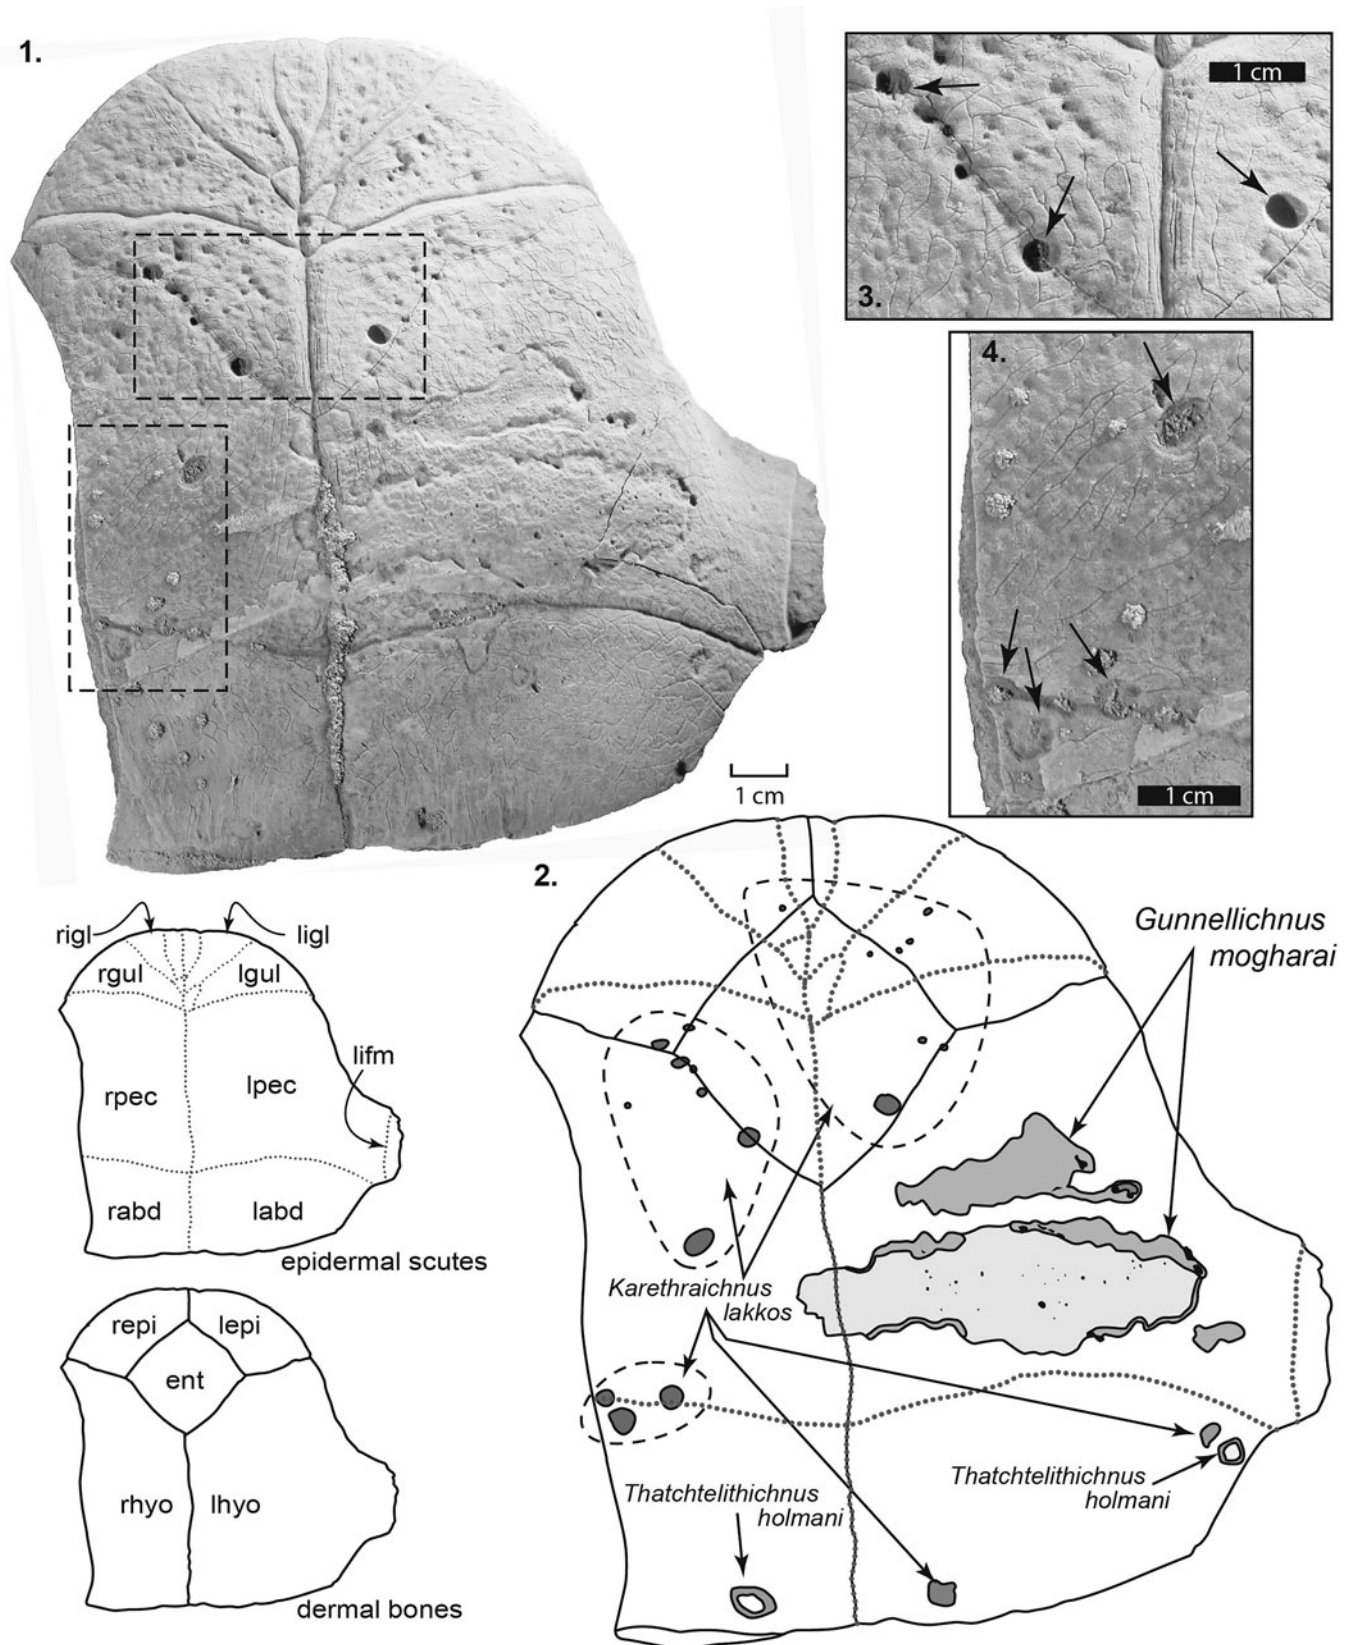 1.
1 cm
3.
4.
1 cm
1 cm
2.
Gunnellichnus
mogharai
rigl
ligl
rgul
lgul
lifm
rpec
lpec
rabd
labd
epidermal scutes
Karethraichnus
lakkos
repi
lepi
ent
rhyo
lhyo
dermal bones
Thatchtelithichnus
holmani
Thatchtelithichnus
holmani